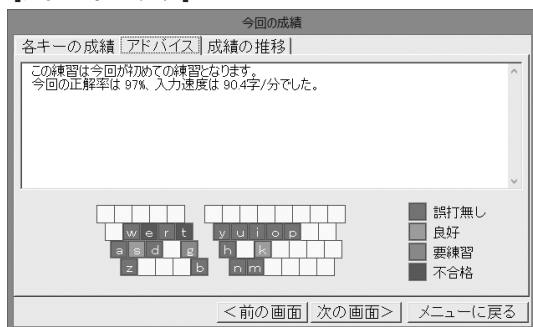 今回の成績
各キーの成績 アドバイス 成績の推移
この練習は今回が初めての練習となります。
今回の正解率は 97%、入力速度は 90.4字/分でした。
w e r t y u i o p
a s d g h k
z b n m
誤打無し
良好
要練習
不合格
<前の画面 次の画面> メニューに戻る